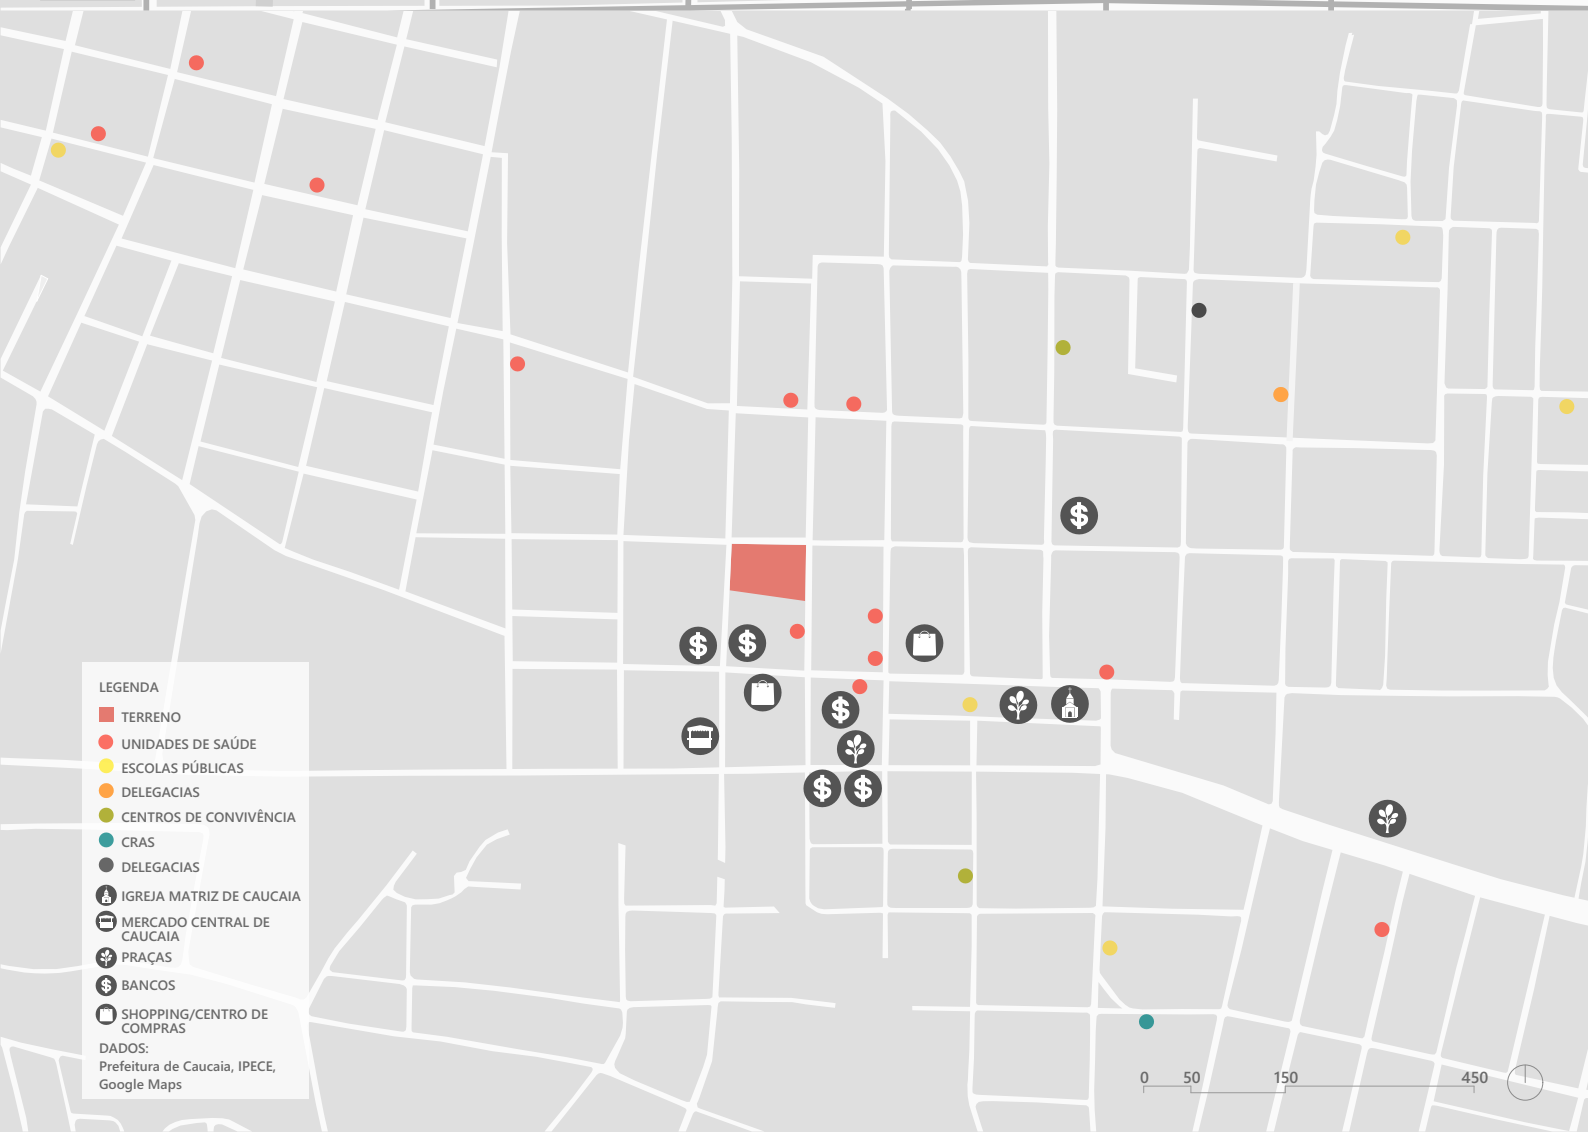 LEGENDA
TERRENO
UNIDADES DE SAÚDE
ESCOLAS PÚBLICAS
DELEGACIAS
CENTROS DE CONVIVÊNCIA
CRAS
DELEGACIAS
IGREJA MATRIZ DE CAUCAIA
MERCADO CENTRAL DE
CAUCAIA
PRAÇAS
BANCOS
SHOPPING/CENTRO DE
COMPRAS
DADOS:
Prefeitura de Caucaia, IPECE,
Google Maps
0 50 150 450